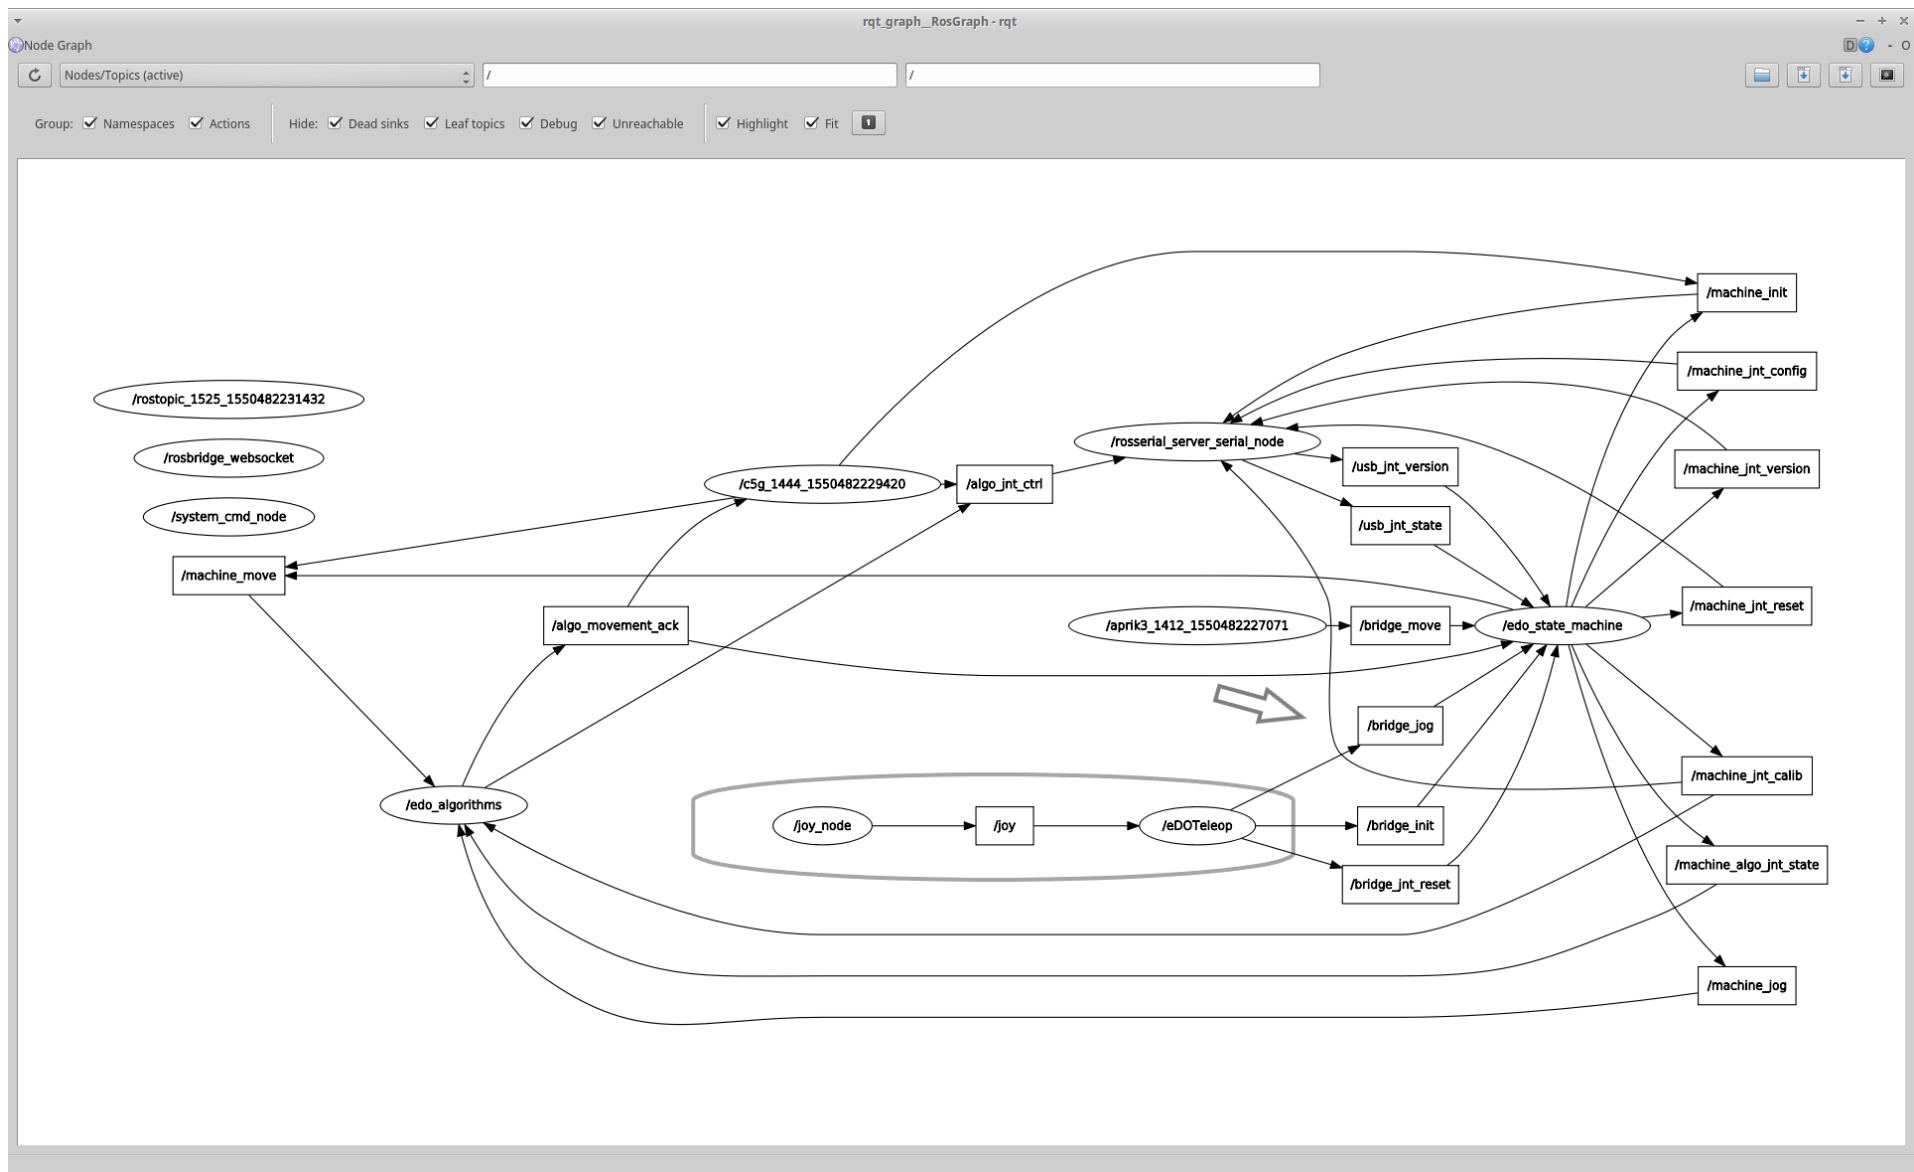 rqt_graph__RosGraph - rqt
Node Graph
D ? - O
Nodes/Topics (active) / /
Group: Namespaces Actions Hide: Dead sinks Leaf topics Debug Unreachable Highlight Fit 1
/machine_init
/machine_jnt_config
/rostopic_1525_1550482231432
/rosserial_server_serial_node
/rosbridge_websocket
/usb_jnt_version
/machine_jnt_version
/c5g_1444_1550482229420
/algo_jnt_ctrl
/system_cmd_node
/usb_jnt_state
/machine_move
/machine_jnt_reset
/algo_movement_ack
/aprik3_1412_1550482227071
/bridge_move
/edo_state_machine
/bridge_jog
/machine_jnt_calib
/edo_algorithms
/joy_node
/joy
/eDOTeleop
/bridge_init
/machine_algo_jnt_state
/bridge_jnt_reset
/machine_jog